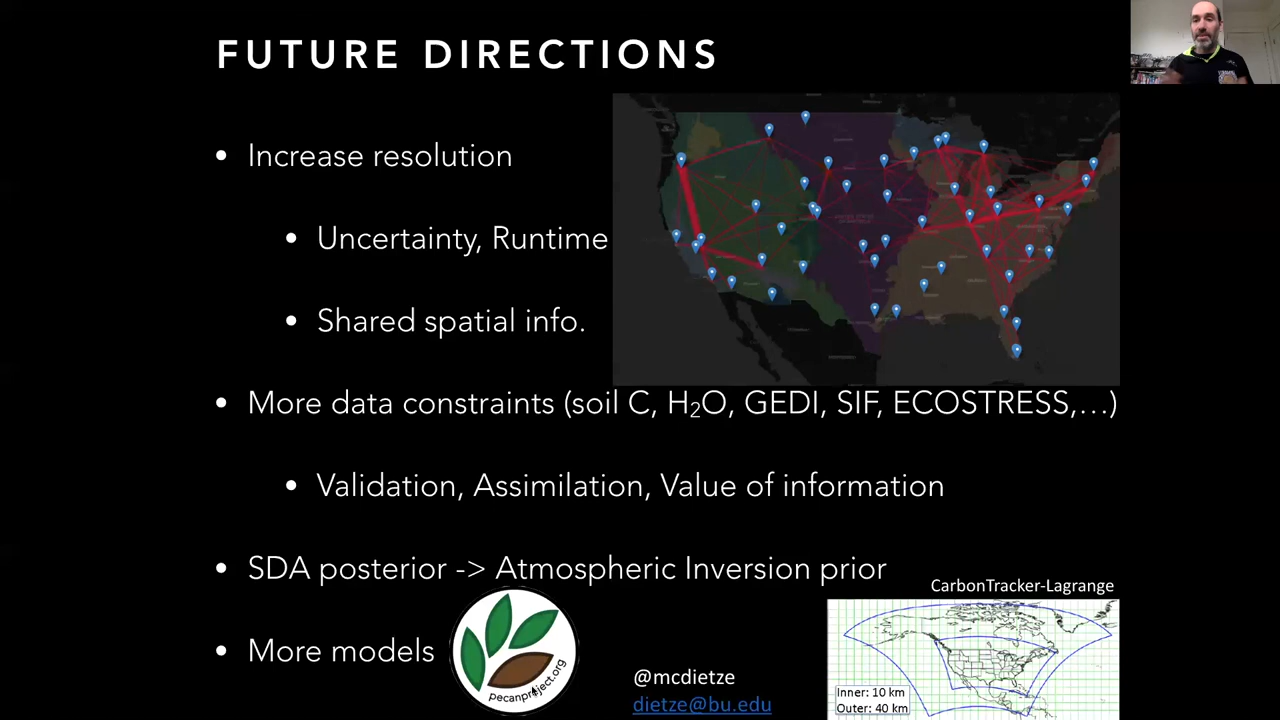 FUTURE DIRECTIONS
• Increase resolution
• Uncertainty, Runtime
• Shared spatial info.
• More data constraints (soil C, H₂O, GEDI, SIF, ECOSTRESS,…)
• Validation, Assimilation, Value of information
• SDA posterior -> Atmospheric Inversion prior
CarbonTracker-Lagrange
• More models
pecanproject.org
@mcdietze
dietze@bu.edu
Inner: 10 km
Outer: 40 km